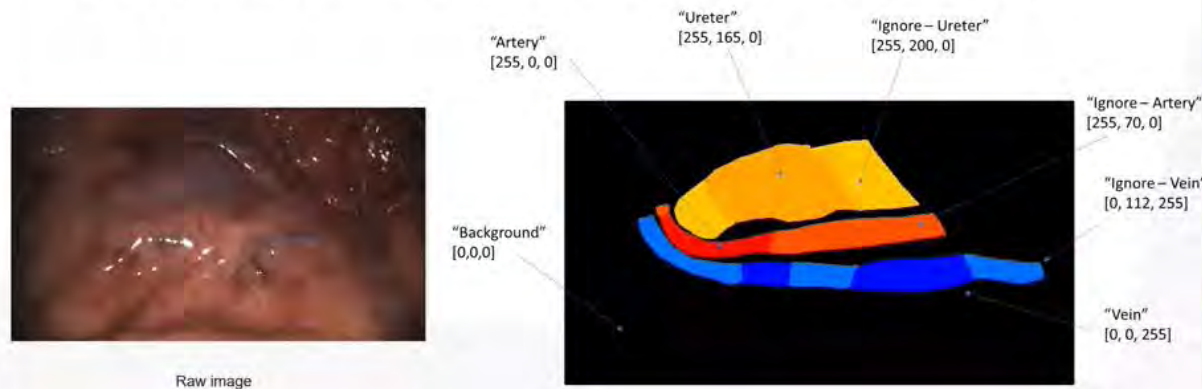 “Ureter”
[255, 165, 0]
“Ignore – Ureter”
[255, 200, 0]
“Artery”
[255, 0, 0]
“Ignore – Artery”
[255, 70, 0]
“Ignore – Vein”
[0, 112, 255]
“Background”
[0,0,0]
“Vein”
[0, 0, 255]
Raw image